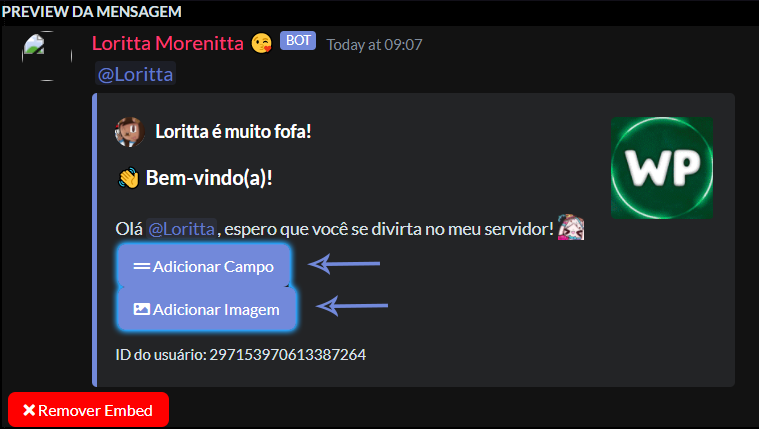 PREVIEW DA MENSAGEM
Loritta Morenitta 😘 BOT Today at 09:07
@Loritta
Loritta é muito fofa!
WP
👋 Bem-vindo(a)!
Olá @Loritta, espero que você se divirta no meu servidor!
Adicionar Campo
Adicionar Imagem
ID do usuário: 297153970613387264
Remover Embed